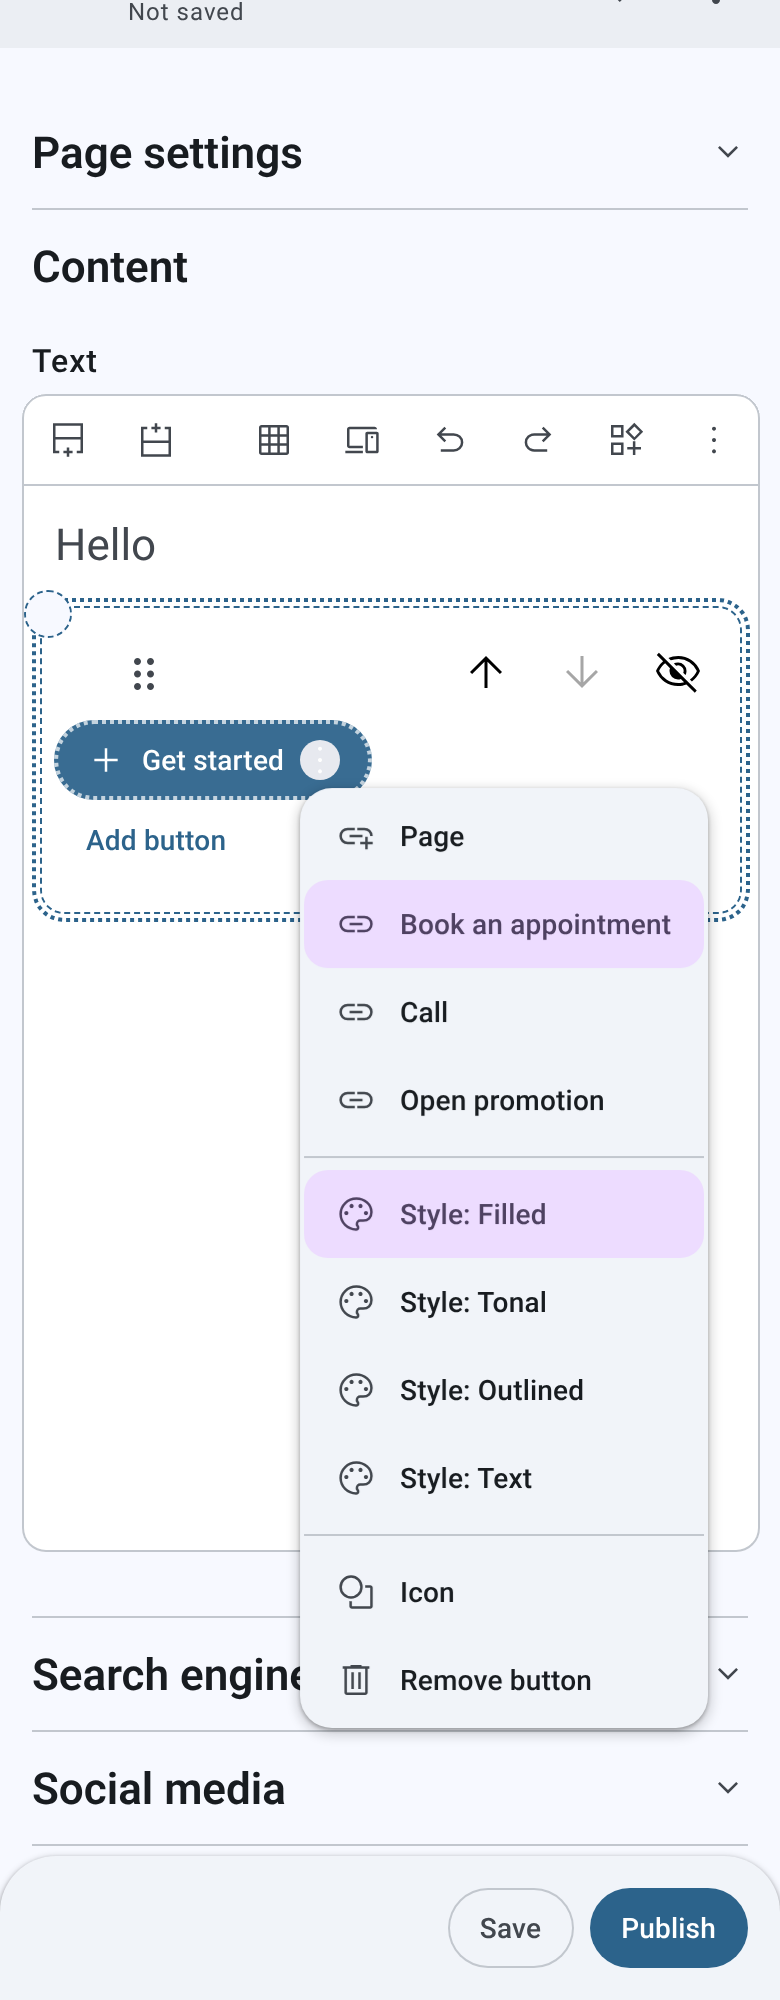 Not saved
Page settings
Content
Text
Hello
Get started
Add button
Page
Book an appointment
Call
Open promotion
Style: Filled
Style: Tonal
Style: Outlined
Style: Text
Icon
Remove button
Search engine
Social media
Save
Publish